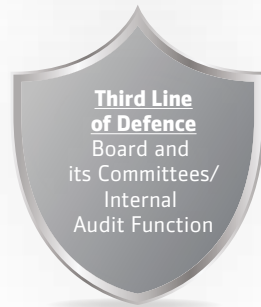 Third Line
of Defence
Board and
its Committees/
Internal
Audit Function